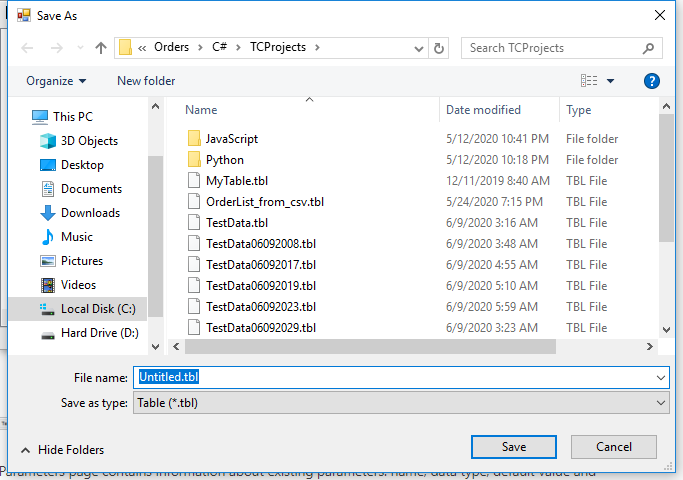 Save As
« Orders > C# > TCProjects >
Search TCProjects
Organize
New folder
This PC
3D Objects
Desktop
Documents
Downloads
Music
Pictures
Videos
Local Disk (C:)
Hard Drive (D:)
Name Date modified Type
JavaScript 5/12/2020 10:41 PM File folder
Python 5/12/2020 10:18 PM File folder
MyTable.tbl 12/11/2019 8:40 AM TBL File
OrderList_from_csv.tbl 5/24/2020 7:15 PM TBL File
TestData.tbl 6/9/2020 3:16 AM TBL File
TestData06092008.tbl 6/9/2020 3:48 AM TBL File
TestData06092017.tbl 6/9/2020 4:55 AM TBL File
TestData06092019.tbl 6/9/2020 5:10 AM TBL File
TestData06092023.tbl 6/9/2020 5:59 AM TBL File
TestData06092029.tbl 6/9/2020 3:23 AM TBL File
File name: Untitled.tbl
Save as type: Table (*.tbl)
Hide Folders
Save
Cancel
Parameters page contains information about existing parameters: name, data type, default value and